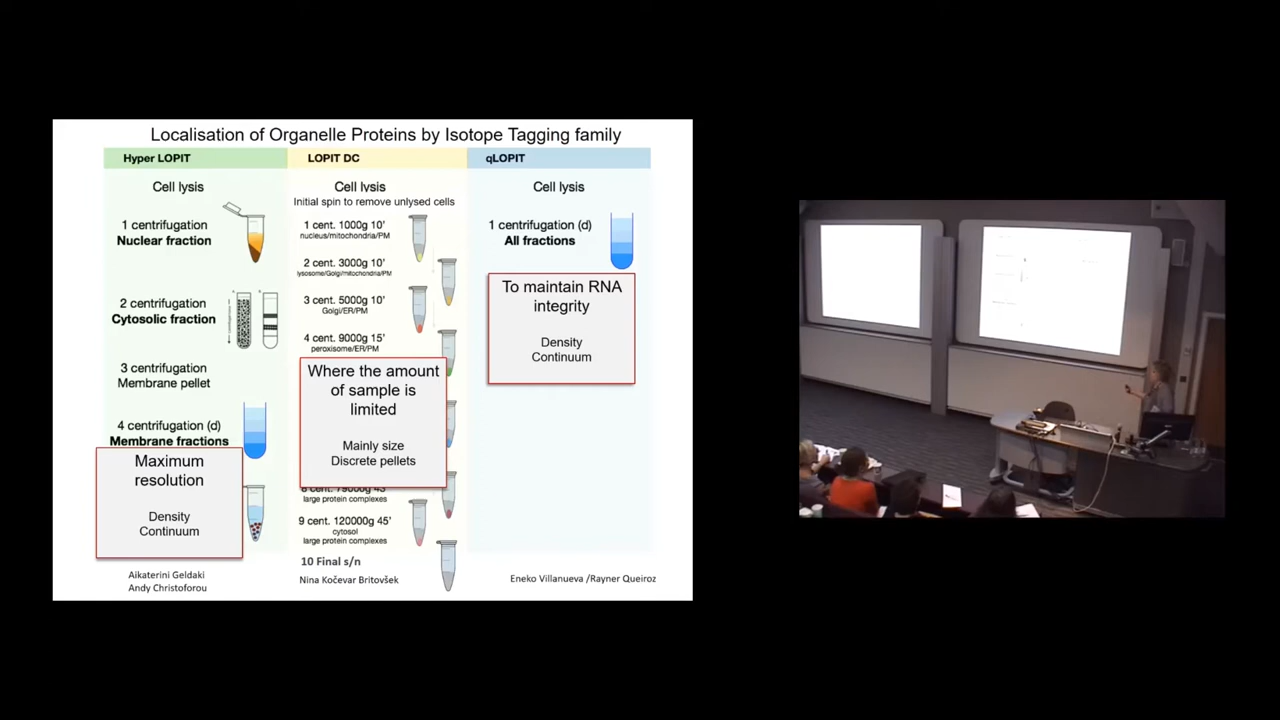 Localisation of Organelle Proteins by Isotope Tagging family
Hyper LOPIT
Cell lysis
1 centrifugation
Nuclear fraction
2 centrifugation
Cytosolic fraction
3 centrifugation
Membrane pellet
4 centrifugation (d)
Membrane fractions
Maximum
resolution
Density
Continuum
Aikaterini Geldaki
Andy Christoforou
LOPIT DC
Cell lysis
Initial spin to remove unlysed cells
1 cent. 1000g 10'
nucleus/mitochondria/PM
2 cent. 3000g 10'
lysosome/Golgi/mitochondria/PM
3 cent. 5000g 10'
Golgi/ER/PM
4 cent. 9000g 15'
peroxisome/ER/PM
Where the amount
of sample is
limited
Mainly size
Discrete pellets
large protein complexes
9 cent. 120000g 45'
cytosol
large protein complexes
10 Final s/n
Nina Kočevar Britovšek
qLOPIT
Cell lysis
1 centrifugation (d)
All fractions
To maintain RNA
integrity
Density
Continuum
Eneko Villanueva /Rayner Queiroz